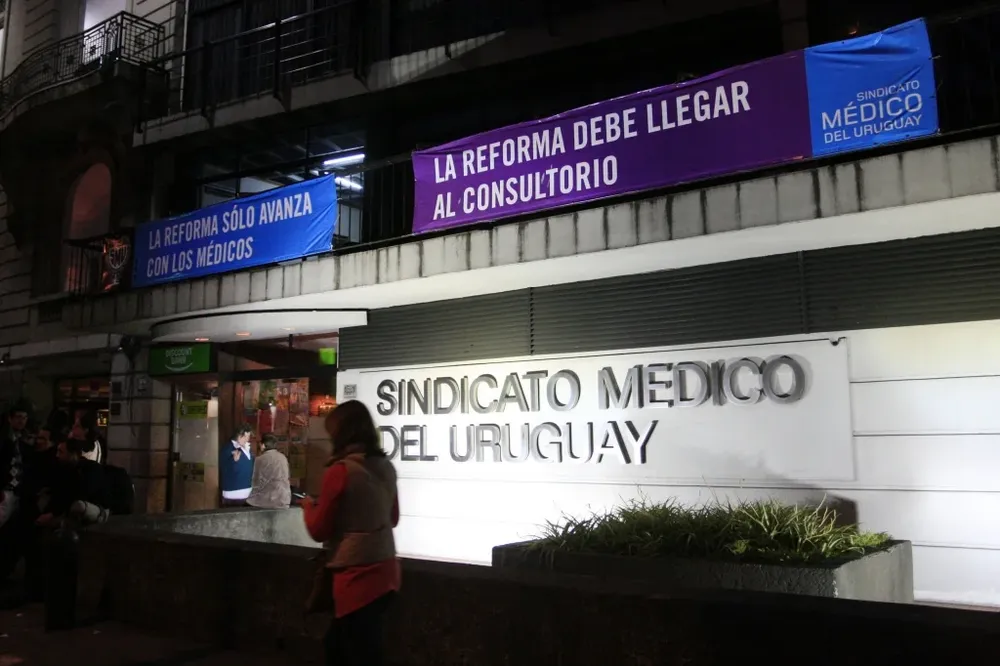 LA REFORMA SÓLO AVANZA
CON LOS MÉDICOS
LA REFORMA DEBE LLEGAR
AL CONSULTORIO
SINDICATO
MÉDICO
DEL URUGUAY
SINDICATO MEDICO
DEL URUGUAY